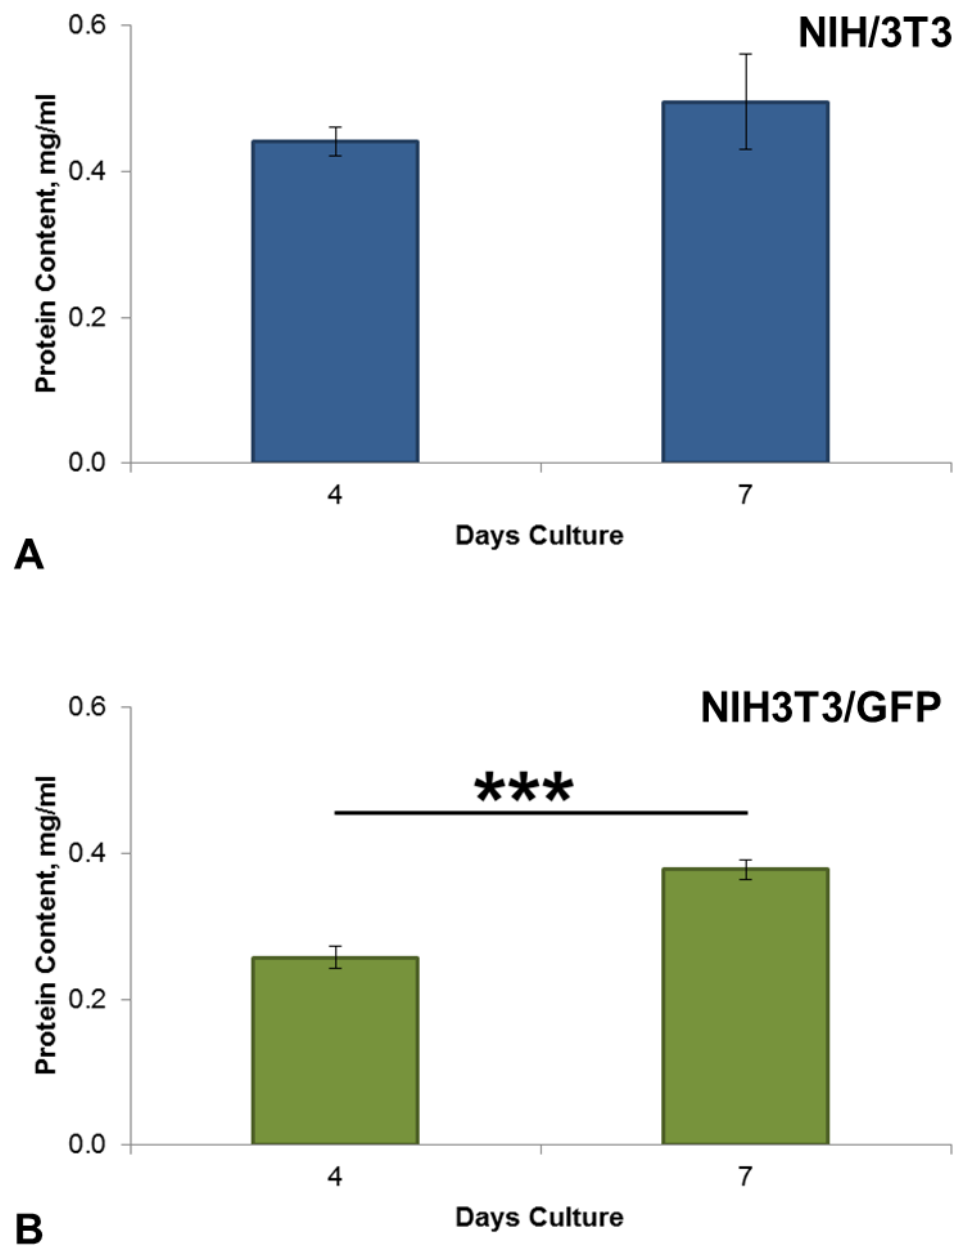 NIH/3T3
0.6
0.4
0.2
0.0
Protein Content, mg/ml
4 7
Days Culture
A
NIH3T3/GFP
0.6
***
0.4
0.2
0.0
Protein Content, mg/ml
4 7
Days Culture
B